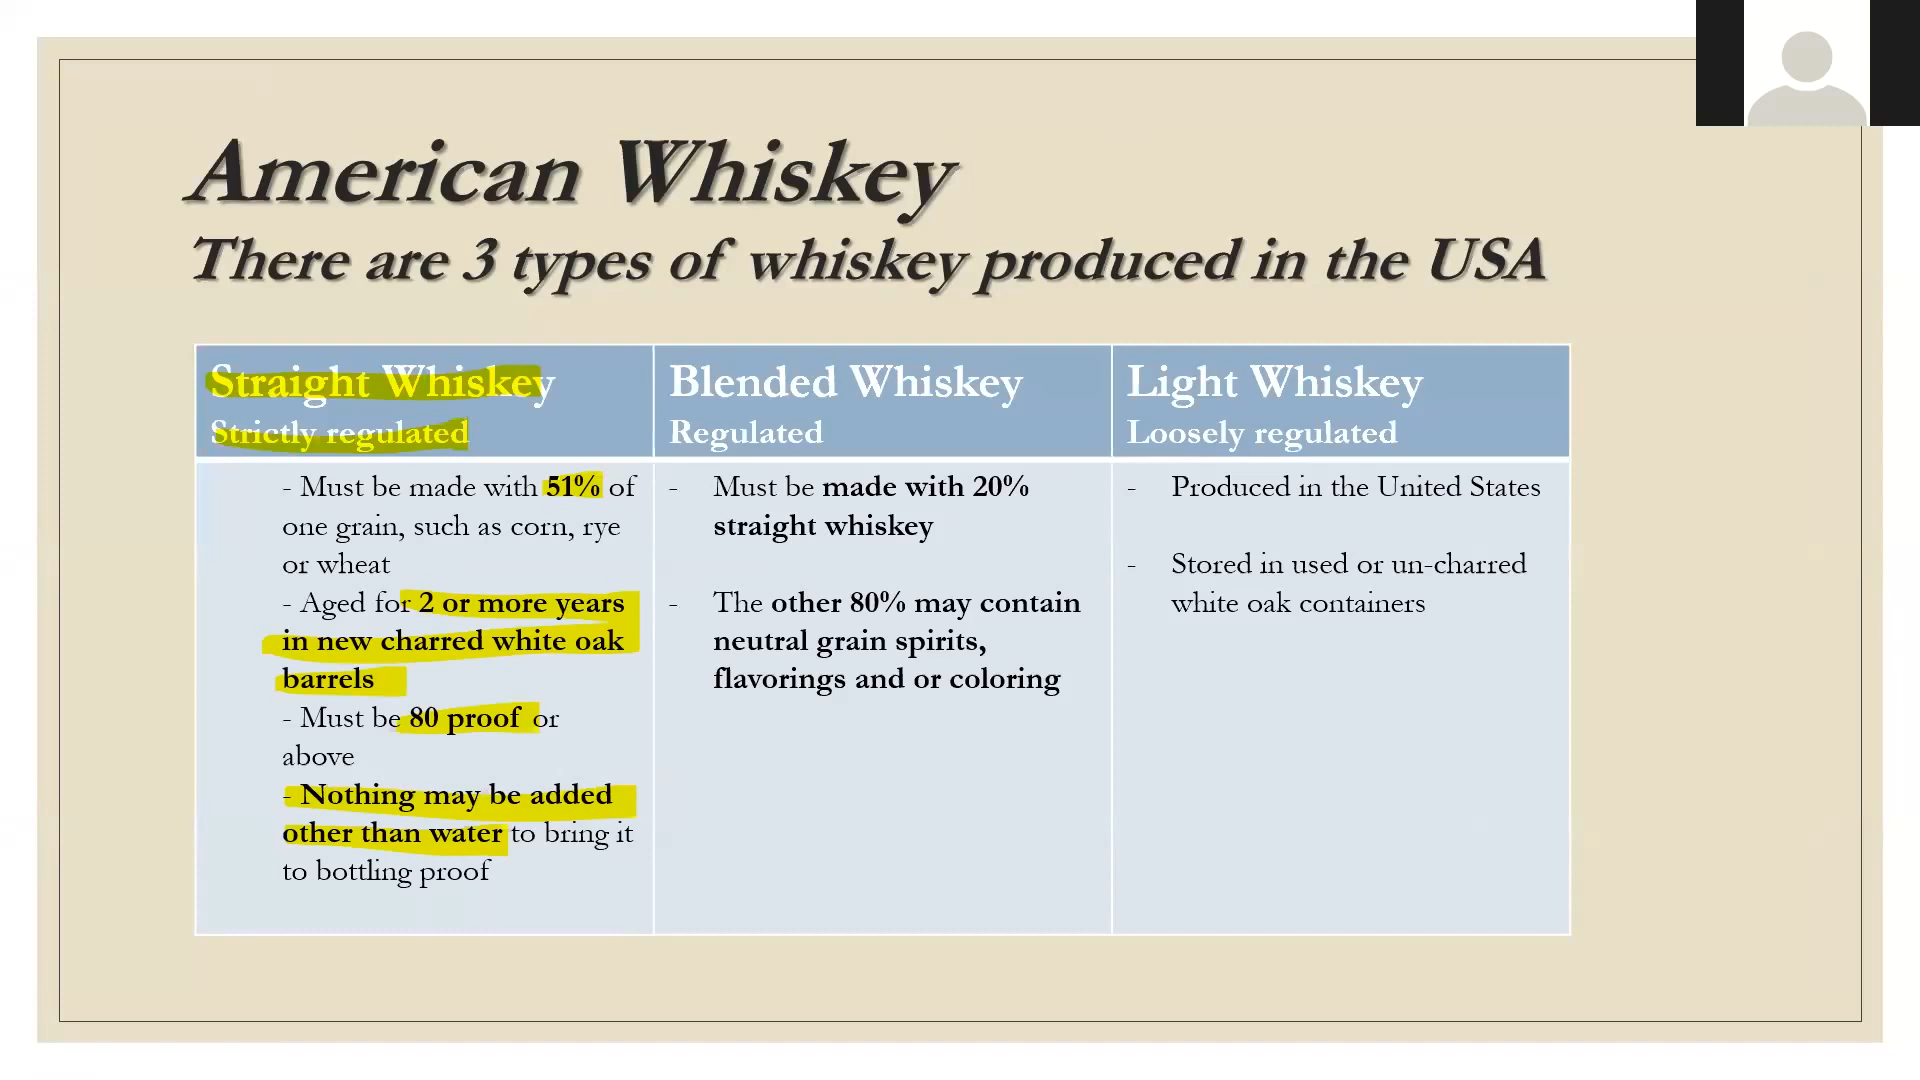 American Whiskey
There are 3 types of whiskey produced in the USA
Straight Whiskey
Strictly regulated
- Must be made with 51% of
one grain, such as corn, rye
or wheat
- Aged for 2 or more years
in new charred white oak
barrels
- Must be 80 proof or
above
- Nothing may be added
other than water to bring it
to bottling proof
Blended Whiskey
Regulated
- Must be made with 20%
straight whiskey
- The other 80% may contain
neutral grain spirits,
flavorings and or coloring
Light Whiskey
Loosely regulated
- Produced in the United States
- Stored in used or un-charred
white oak containers